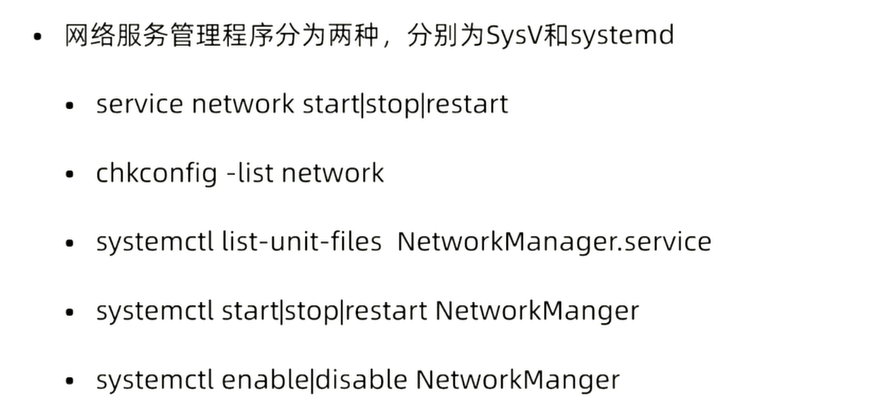 • 网络服务管理程序分为两种，分别为SysV和systemd
• service network start|stop|restart
• chkconfig -list network
• systemctl list-unit-files  NetworkManager.service
• systemctl start|stop|restart NetworkManger
• systemctl enable|disable NetworkManger